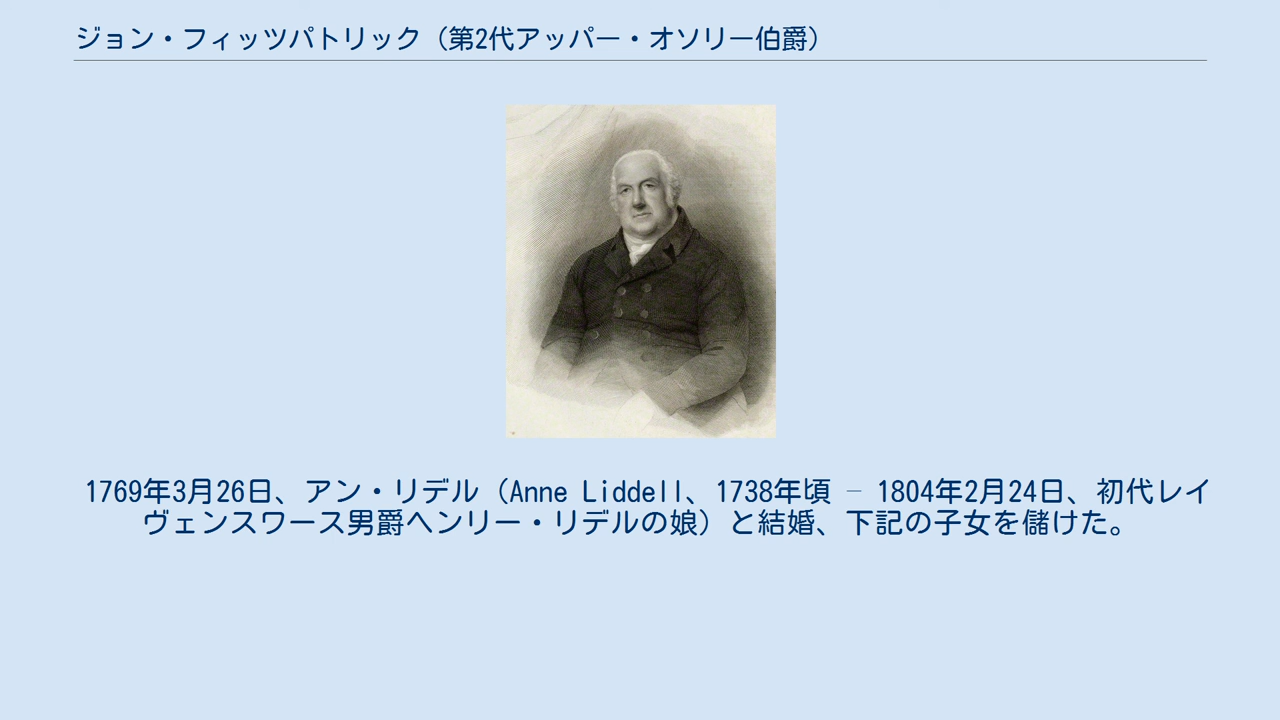 ジョン・フィッツパトリック（第2代アッパー・オソリー伯爵）
1769年3月26日、アン・リデル（Anne Liddell、1738年頃 – 1804年2月24日、初代レイ
ヴェンスワース男爵ヘンリー・リデルの娘）と結婚、下記の子女を儲けた。